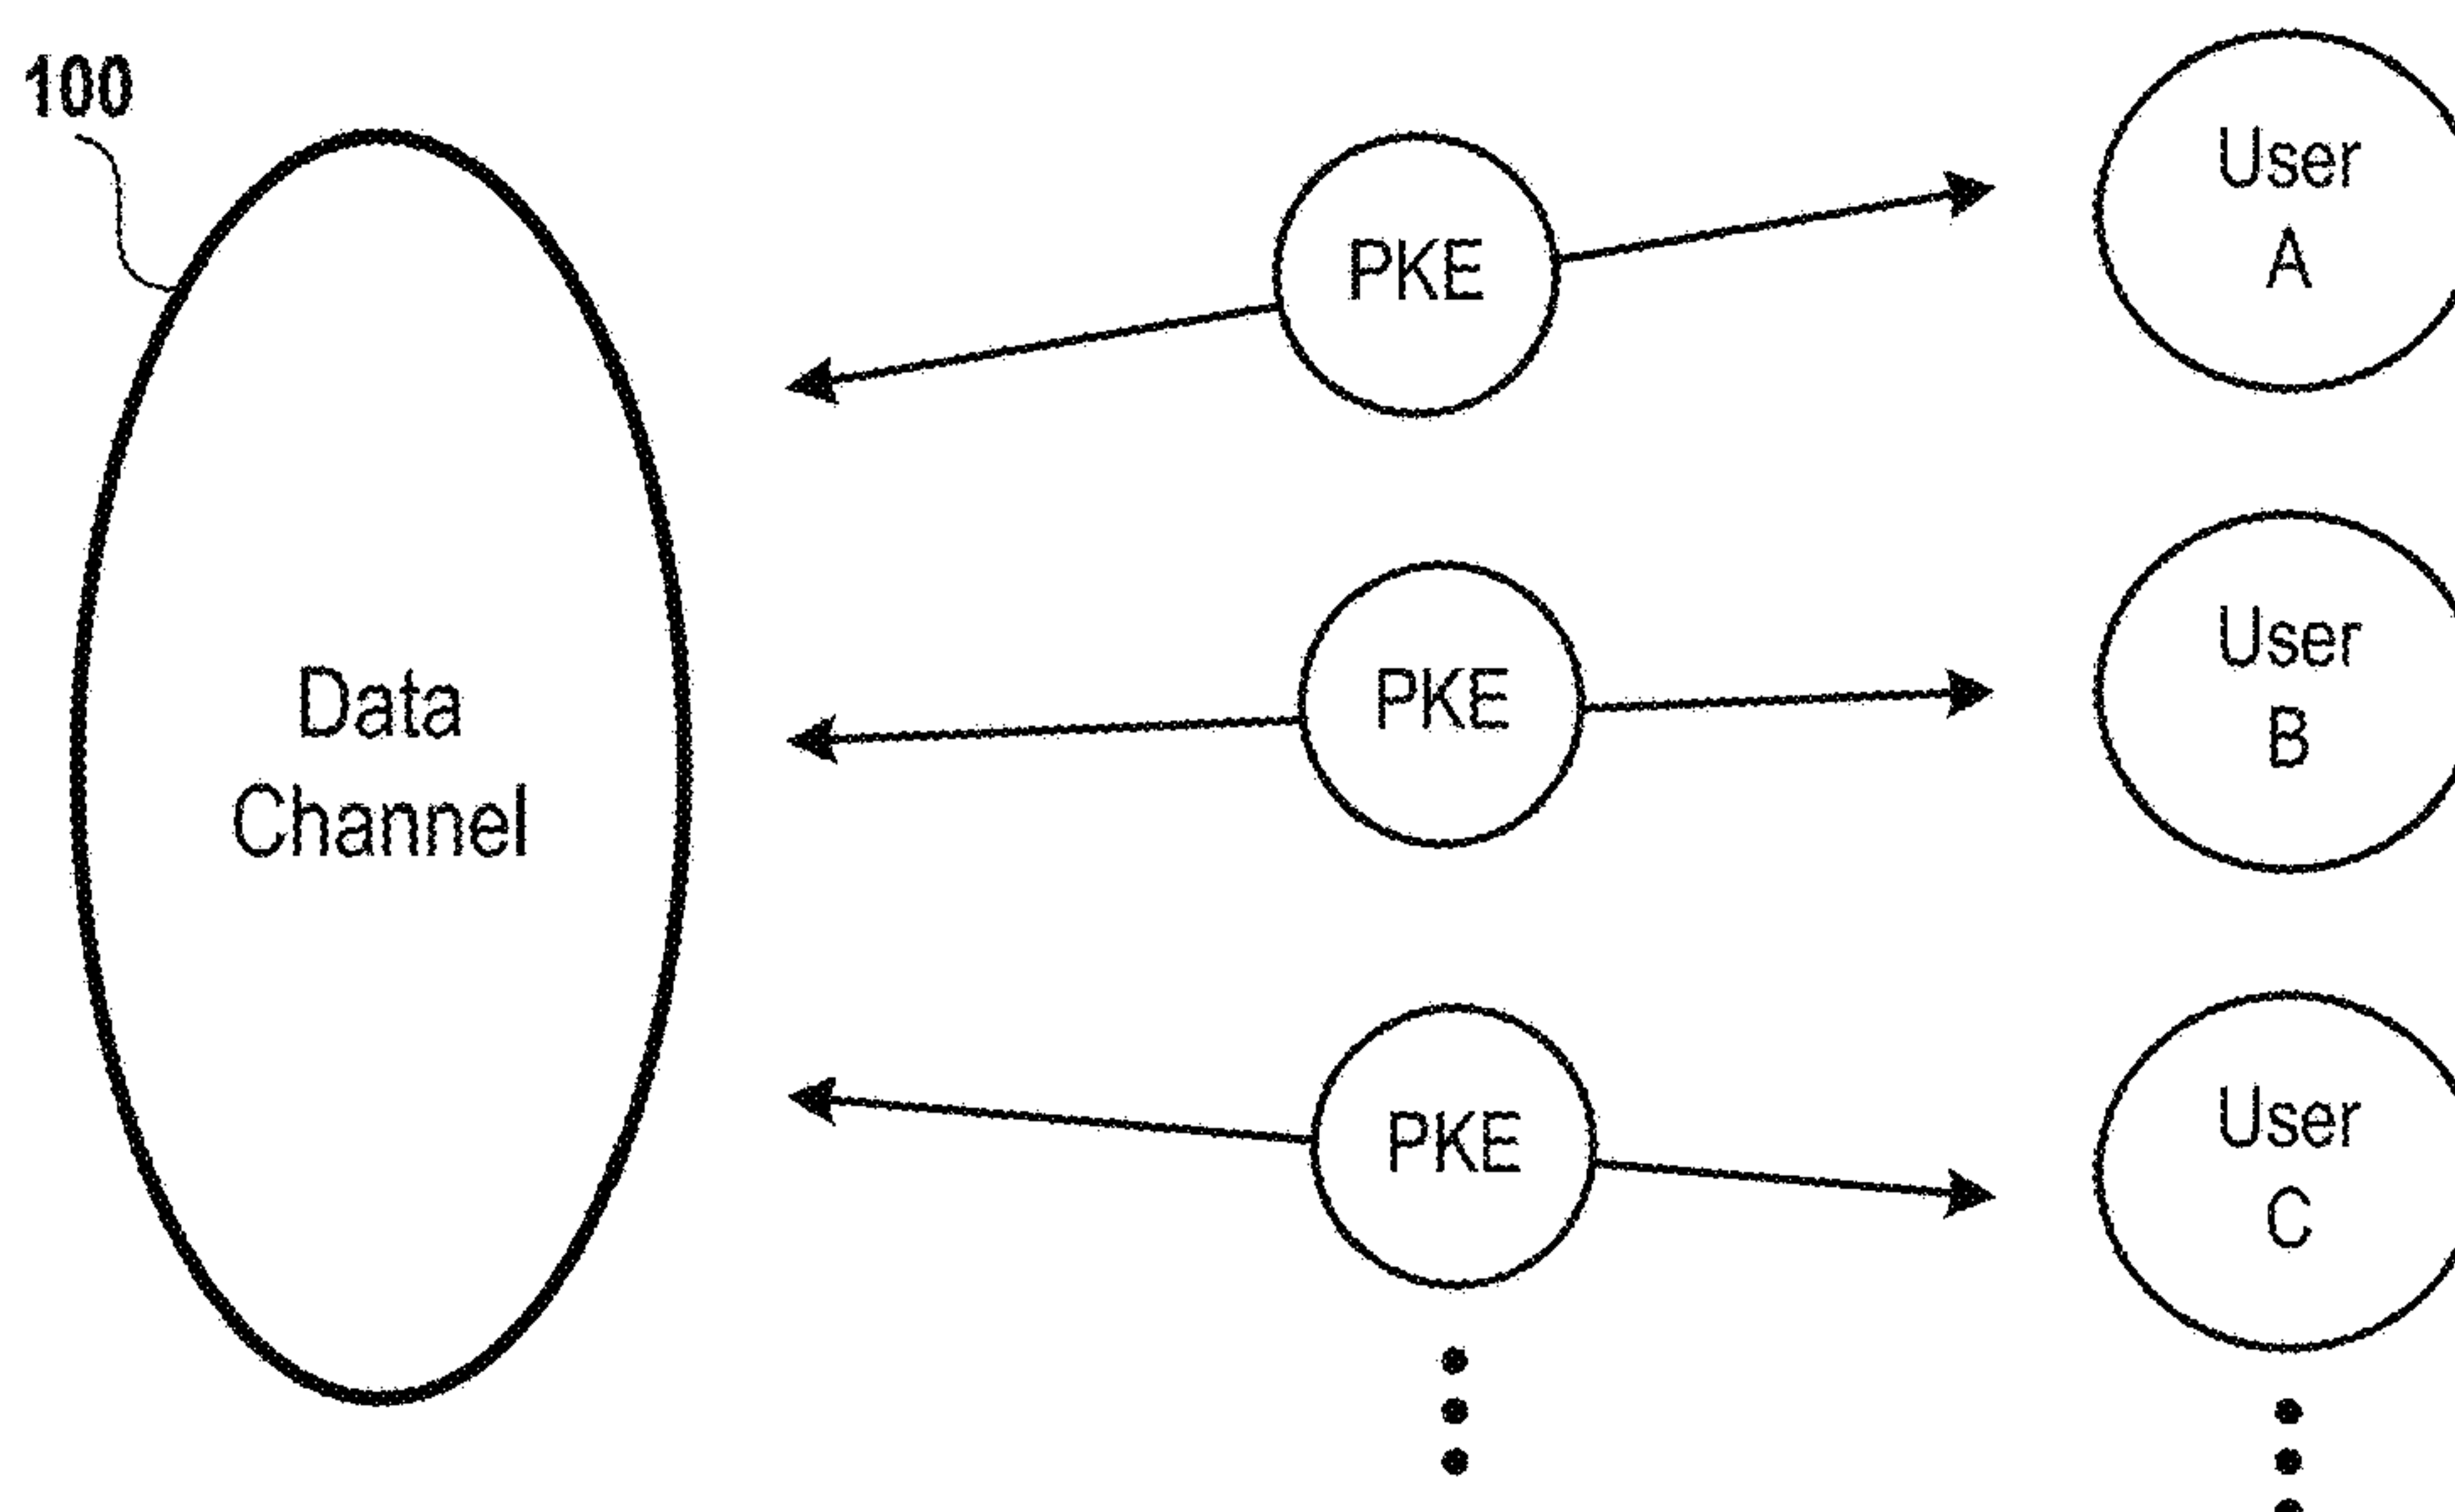 100
Data
Channel
PKE
PKE
PKE
User
A
User
B
User
C